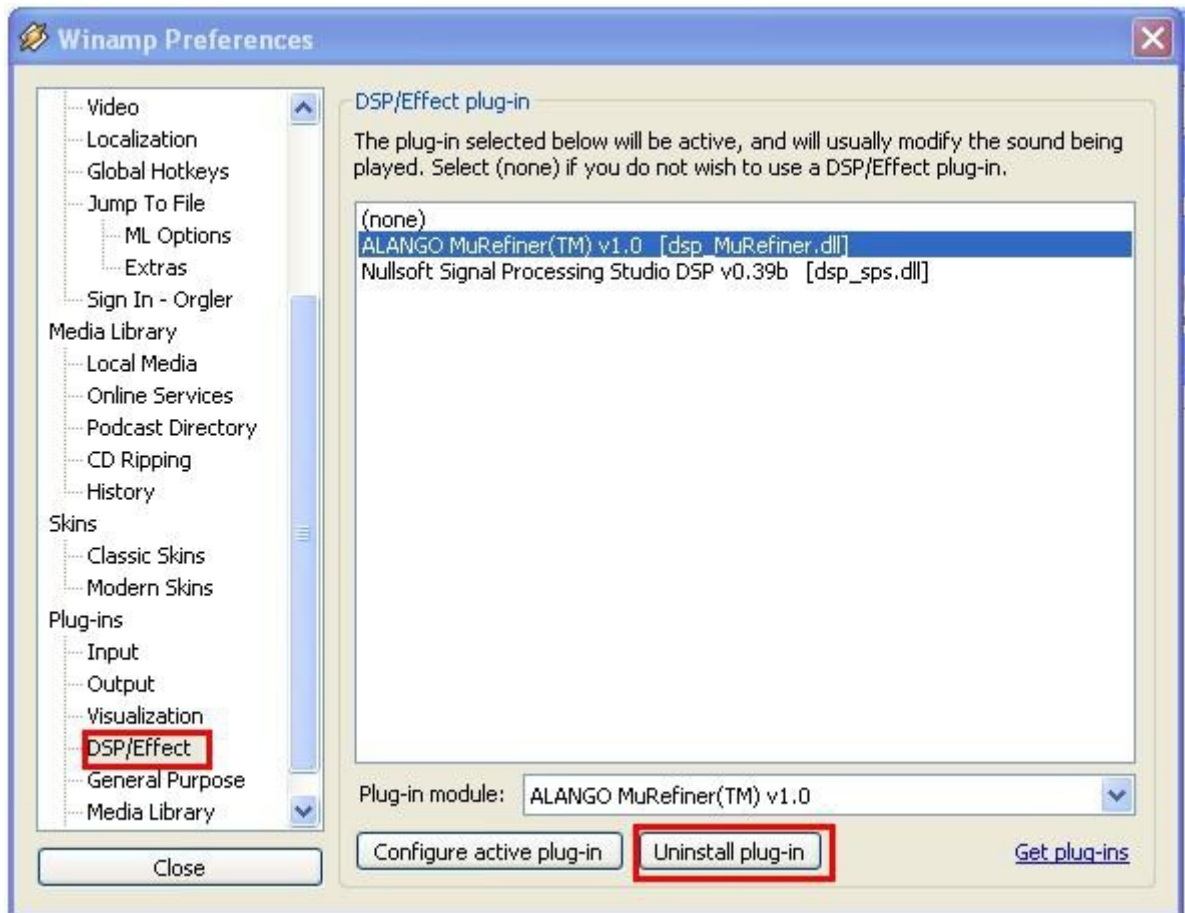 Winamp Preferences
Video
Localization
Global Hotkeys
Jump To File
ML Options
Extras
Sign In - Orgler
Media Library
Local Media
Online Services
Podcast Directory
CD Ripping
History
Skins
Classic Skins
Modern Skins
Plug-ins
Input
Output
Visualization
DSP/Effect
General Purpose
Media Library
Close
DSP/Effect plug-in
The plug-in selected below will be active, and will usually modify the sound being
played. Select (none) if you do not wish to use a DSP/Effect plug-in.
(none)
ALANGO MuRefiner(TM) v1.0 [dsp_MuRefiner.dll]
Nullsoft Signal Processing Studio DSP v0.39b [dsp_sps.dll]
Plug-in module: ALANGO MuRefiner(TM) v1.0
Configure active plug-in Uninstall plug-in Get plug-ins